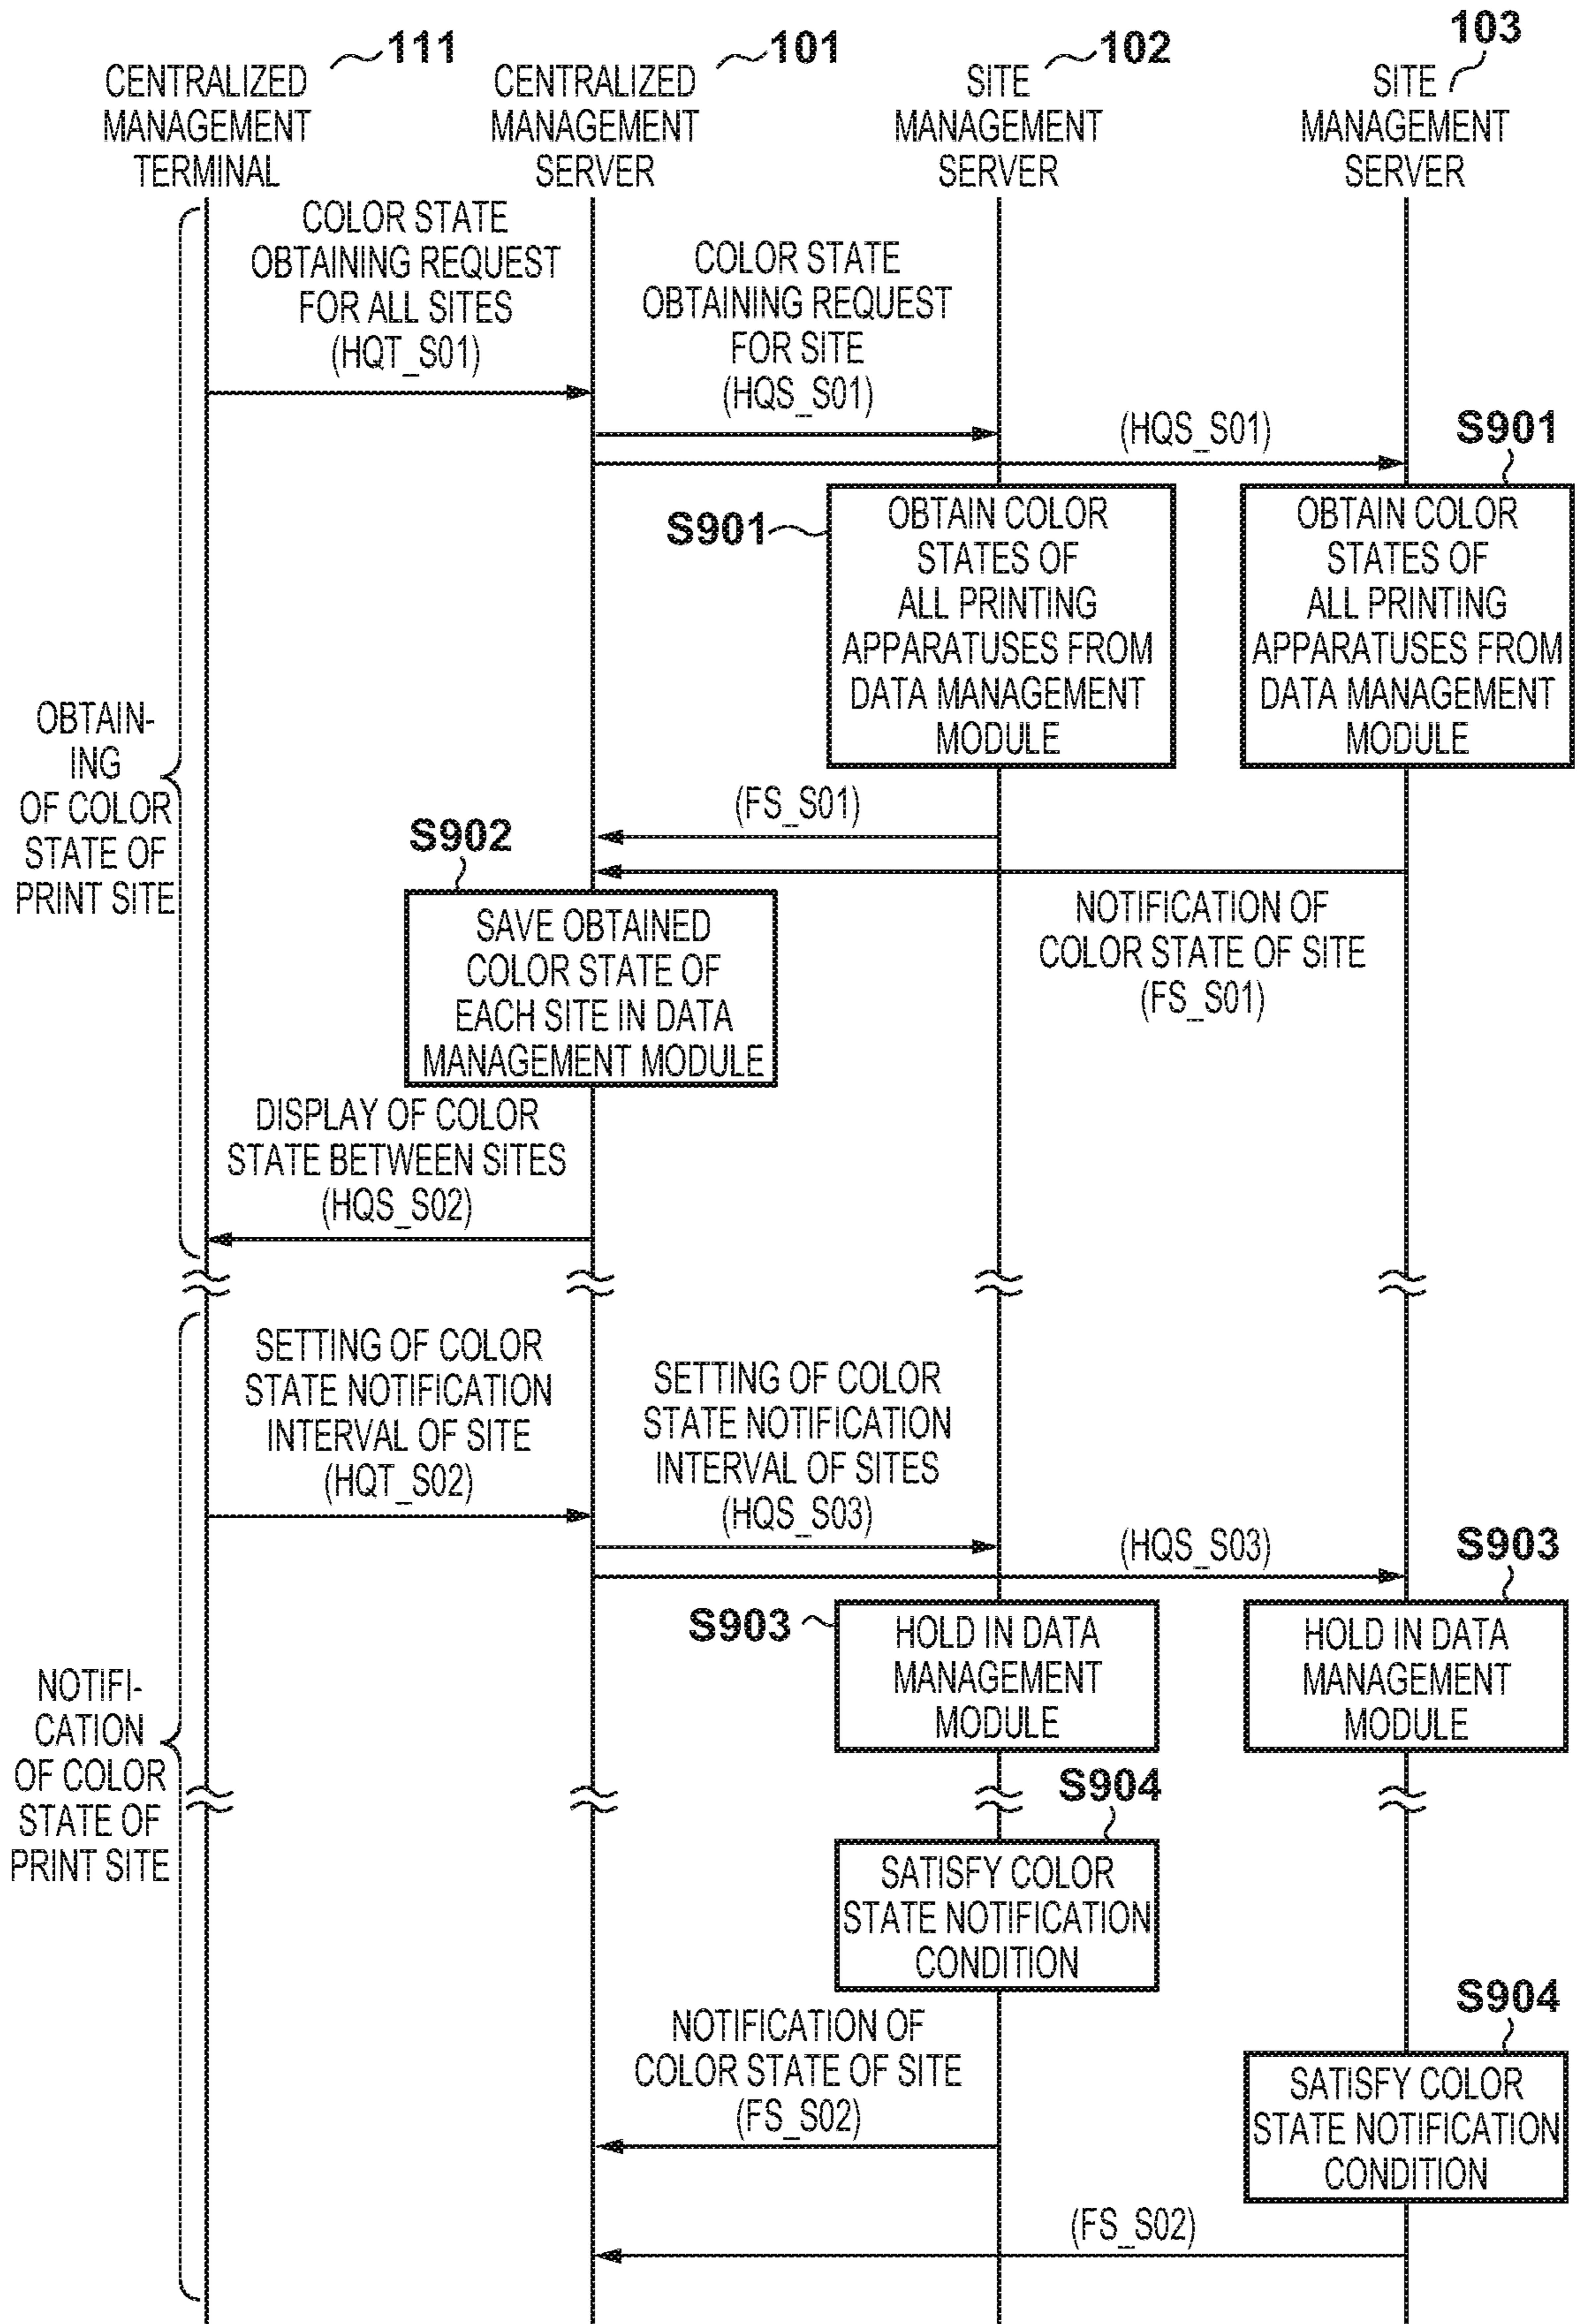 111
CENTRALIZED
MANAGEMENT
TERMINAL
101
CENTRALIZED
MANAGEMENT
SERVER
102
SITE
MANAGEMENT
SERVER
103
SITE
MANAGEMENT
SERVER
OBTAIN-
ING
OF COLOR
STATE OF
PRINT SITE
COLOR STATE
OBTAINING REQUEST
FOR ALL SITES
(HQT_S01)
COLOR STATE
OBTAINING REQUEST
FOR SITE
(HQS_S01)
(HQS_S01)
S901
OBTAIN COLOR
STATES OF
ALL PRINTING
APPARATUSES FROM
DATA MANAGEMENT
MODULE
S901
OBTAIN COLOR
STATES OF
ALL PRINTING
APPARATUSES FROM
DATA MANAGEMENT
MODULE
(FS_S01)
NOTIFICATION OF
COLOR STATE OF SITE
(FS_S01)
S902
SAVE OBTAINED
COLOR STATE OF
EACH SITE IN DATA
MANAGEMENT MODULE
DISPLAY OF COLOR
STATE BETWEEN SITES
(HQS_S02)
NOTIFI-
CATION
OF COLOR
STATE OF
PRINT SITE
SETTING OF COLOR
STATE NOTIFICATION
INTERVAL OF SITE
(HQT_S02)
SETTING OF COLOR
STATE NOTIFICATION
INTERVAL OF SITES
(HQS_S03)
(HQS_S03)
S903
HOLD IN DATA
MANAGEMENT
MODULE
S903
HOLD IN DATA
MANAGEMENT
MODULE
S904
SATISFY COLOR
STATE NOTIFICATION
CONDITION
NOTIFICATION OF
COLOR STATE OF SITE
(FS_S02)
S904
SATISFY COLOR
STATE NOTIFICATION
CONDITION
(FS_S02)